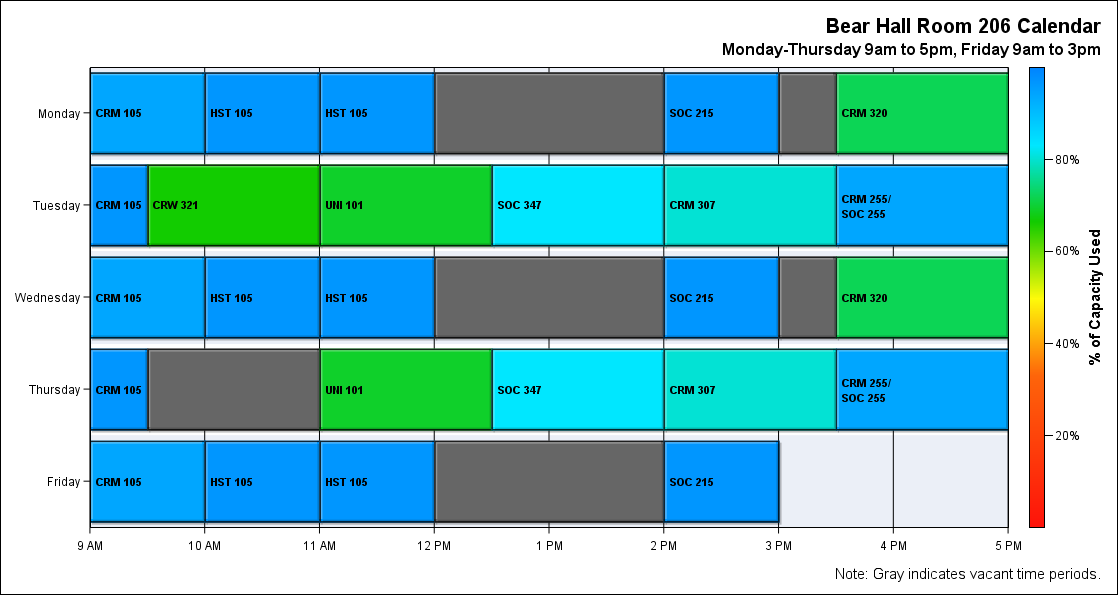 Bear Hall Room 206 Calendar
Monday-Thursday 9am to 5pm, Friday 9am to 3pm
Monday
CRM 105
HST 105
HST 105
SOC 215
CRM 320
Tuesday
CRM 105
CRW 321
UNI 101
SOC 347
CRM 307
CRM 255/
SOC 255
Wednesday
CRM 105
HST 105
HST 105
SOC 215
CRM 320
Thursday
CRM 105
UNI 101
SOC 347
CRM 307
CRM 255/
SOC 255
Friday
CRM 105
HST 105
HST 105
SOC 215
9 AM
10 AM
11 AM
12 PM
1 PM
2 PM
3 PM
4 PM
5 PM
80%
60%
40%
20%
% of Capacity Used
Note: Gray indicates vacant time periods.